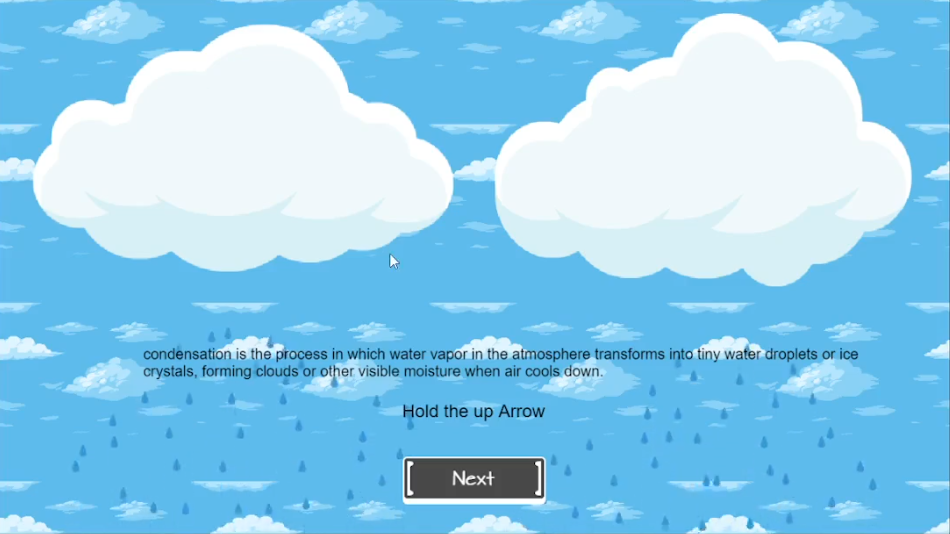 condensation is the process in which water vapor in the atmosphere transforms into tiny water droplets or ice
crystals, forming clouds or other visible moisture when air cools down.
Hold the up Arrow
Next